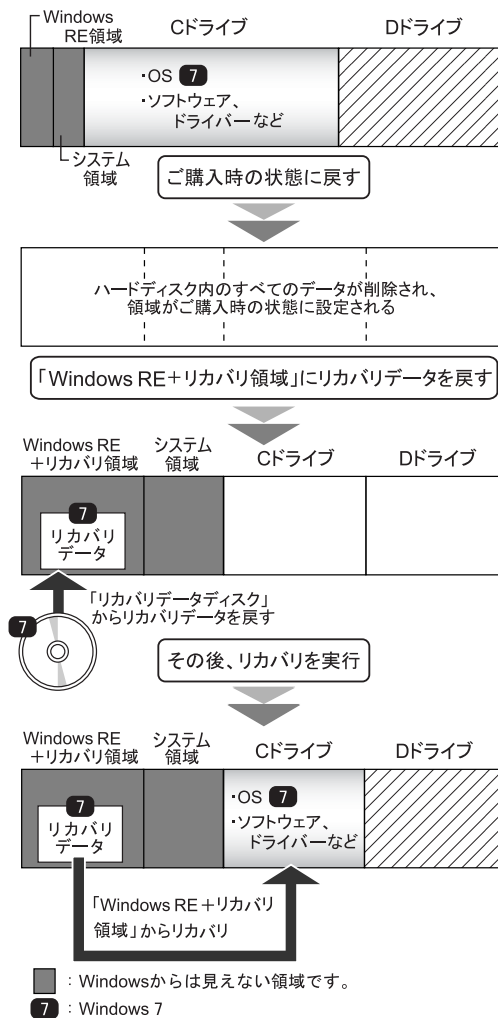 Windows
RE領域
Cドライブ
Dドライブ
・OS 7
・ソフトウェア、
ドライバーなど
システム
領域
ご購入時の状態に戻す
ハードディスク内のすべてのデータが削除され、
領域がご購入時の状態に設定される
「Windows RE+リカバリ領域」にリカバリデータを戻す
Windows RE
+リカバリ領域
システム
領域
Cドライブ
Dドライブ
7
リカバリ
データ
「リカバリデータディスク」
からリカバリデータを戻す
7
その後、リカバリを実行
Windows RE
+リカバリ領域
システム
領域
Cドライブ
Dドライブ
7
リカバリ
データ
・OS 7
・ソフトウェア、
ドライバーなど
「Windows RE+リカバリ
領域」からリカバリ
：Windowsからは見えない領域です。
7：Windows 7